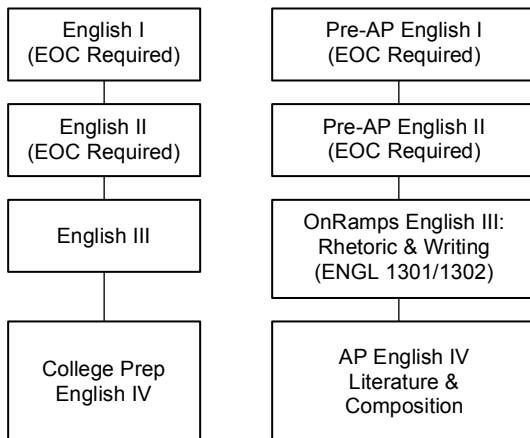 English I
(EOC Required)
Pre-AP English I
(EOC Required)
English II
(EOC Required)
Pre-AP English II
(EOC Required)
English III
OnRamps English III:
Rhetoric & Writing
(ENGL 1301/1302)
College Prep
English IV
AP English IV
Literature &
Composition